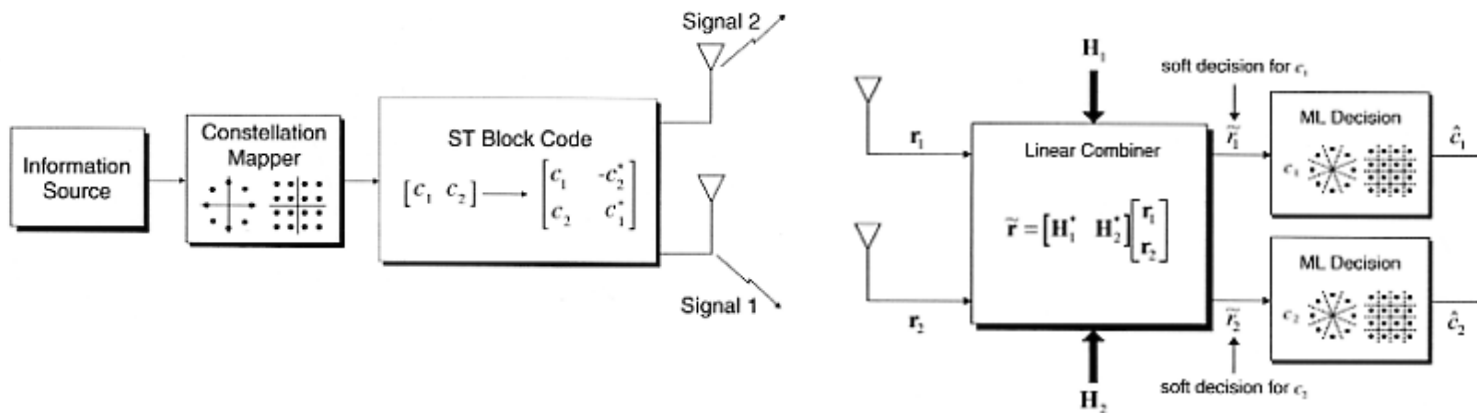 Signal 2
Information
Source
Constellation
Mapper
ST Block Code
[c₁ c₂] → [c₁ -c₂*
c₂ c₁*]
Signal 1
H₁
r₁
r₂
Linear Combiner
r̃ = [H₁* H₂*] [r₁
r₂]
H₂
soft decision for c₁
r̃₁
ML Decision
c₁
ĉ₁
r̃₂
soft decision for c₂
ML Decision
c₂
ĉ₂